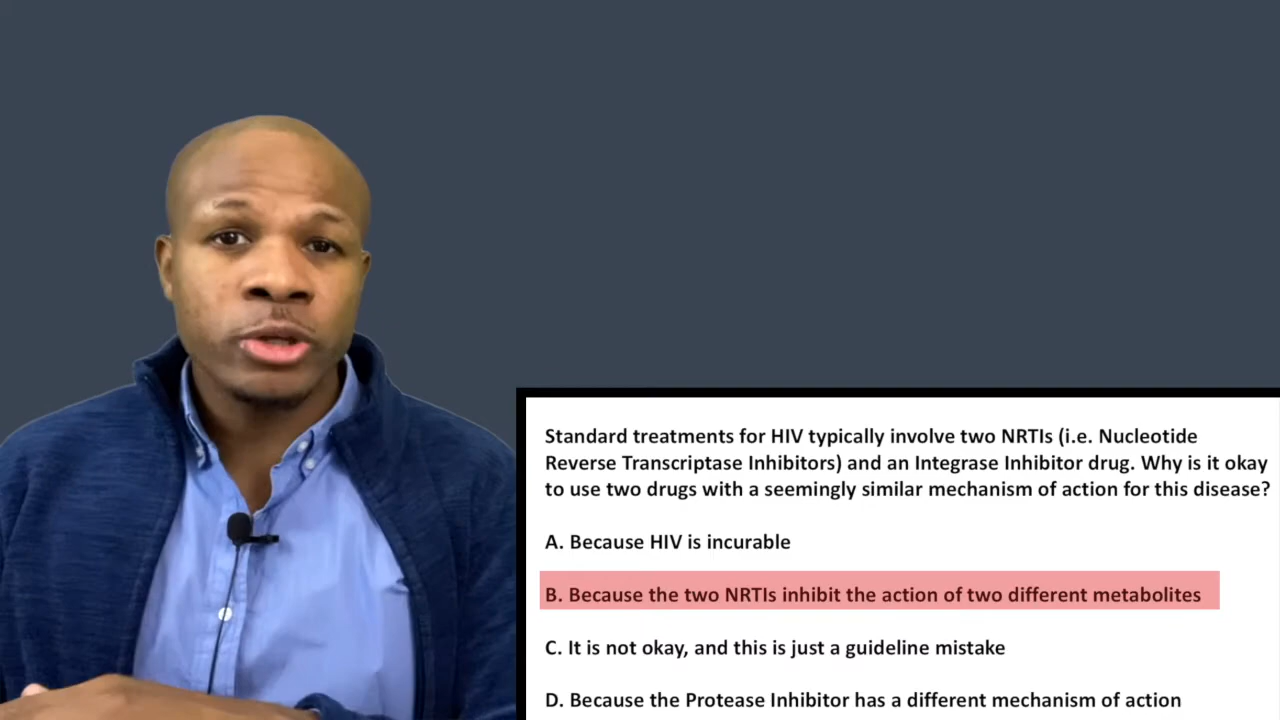 Standard treatments for HIV typically involve two NRTIs (i.e. Nucleotide
Reverse Transcriptase Inhibitors) and an Integrase Inhibitor drug. Why is it okay
to use two drugs with a seemingly similar mechanism of action for this disease?
A. Because HIV is incurable
B. Because the two NRTIs inhibit the action of two different metabolites
C. It is not okay, and this is just a guideline mistake
D. Because the Protease Inhibitor has a different mechanism of action